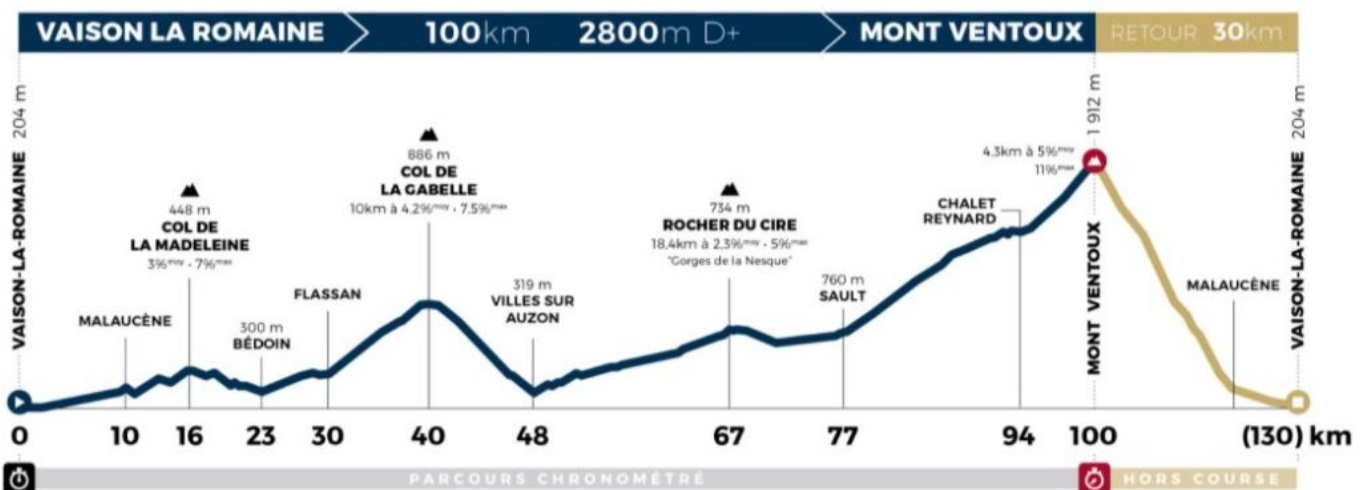 VAISON LA ROMAINE 100km 2800m D+ MONT VENTOUX RETOUR 30km
VAISON-LA-ROMAINE 204 m
MALAUCÈNE
448 m
COL DE
LA MADELEINE
3%moy - 7%max
300 m
BÉDOIN
FLASSAN
886 m
COL DE
LA GABELLE
10km à 4.2%moy - 7.5%max
319 m
VILLES SUR
AUZON
734 m
ROCHER DU CIRE
18,4km à 2,3%moy - 5%max
"Gorges de la Nesque"
760 m
SAULT
CHALET
REYNARD
4.3km à 5%moy
11%max
MONT VENTOUX 1 912 m
MALAUCÈNE
VAISON-LA-ROMAINE 204 m
0 10 16 23 30 40 48 67 77 94 100 (130) km
PARCOURS CHRONOMÉTRÉ HORS COURSE